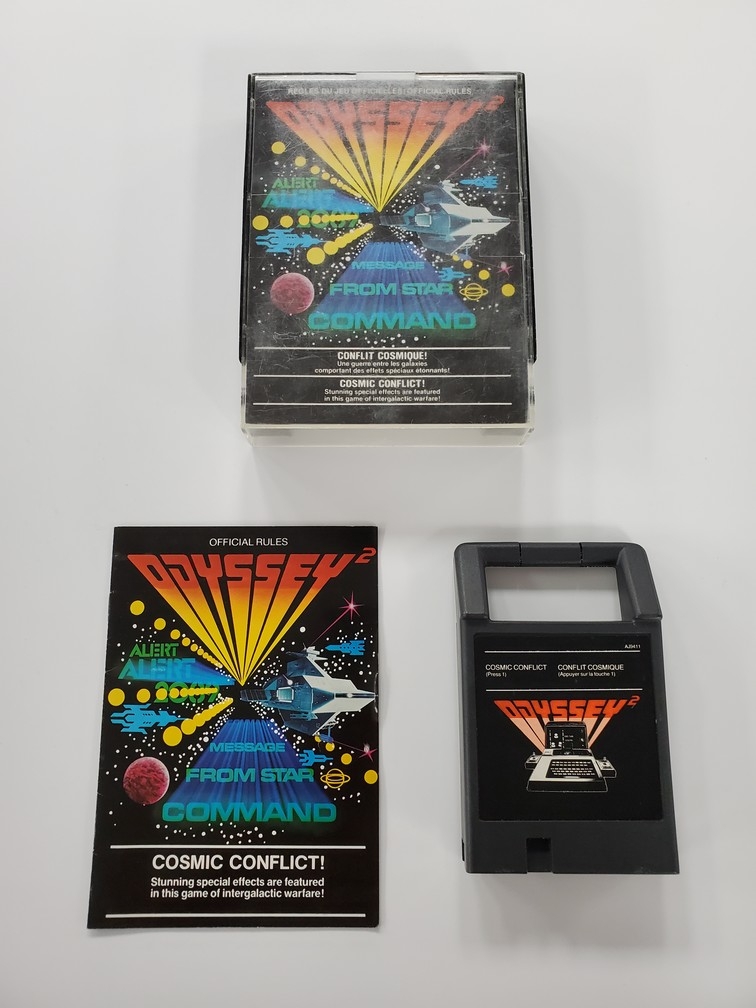 RÈGLES DU JEU OFFICIELLES/OFFICIAL RULES
ODYSSEY²
ALERT
ALERT
MESSAGE
FROM STAR
COMMAND
CONFLIT COSMIQUE!
Une guerre entre les galaxies
comportant des effets spéciaux étonnants!
COSMIC CONFLICT!
Stunning special effects are featured
in this game of intergalactic warfare!
OFFICIAL RULES
ODYSSEY²
ALERT
ALERT
MESSAGE
FROM STAR
COMMAND
COSMIC CONFLICT!
Stunning special effects are featured
in this game of intergalactic warfare!
AJ9411
COSMIC CONFLICT
(Press 1)
CONFLIT COSMIQUE
(Appuyer sur la touche 1)
ODYSSEY²